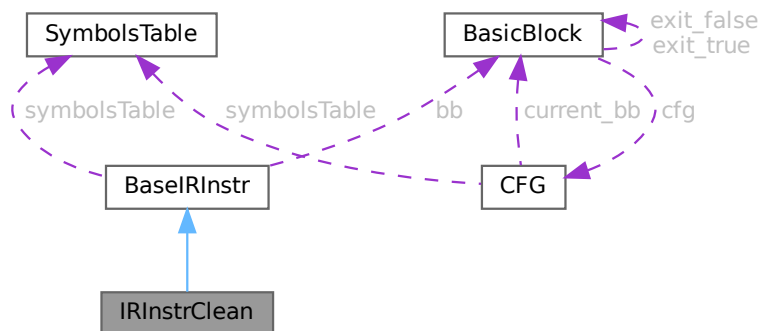 SymbolsTable
BasicBlock
exit_false
exit_true
symbolsTable
symbolsTable
bb
current_bb
cfg
BaseIRInstr
CFG
IRInstrClean